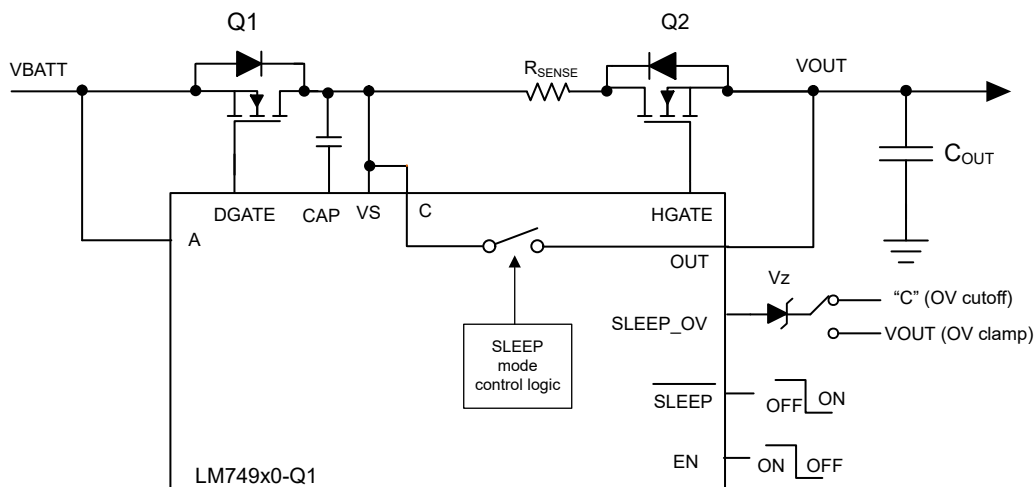 Q1
Q2
VBATT
RSENSE
VOUT
COUT
DGATE
CAP
VS
C
HGATE
A
OUT
Vz
"C" (OV cutoff)
SLEEP_OV
VOUT (OV clamp)
SLEEP
mode
control logic
SLEEP
OFF
ON
EN
ON
OFF
LM749x0-Q1